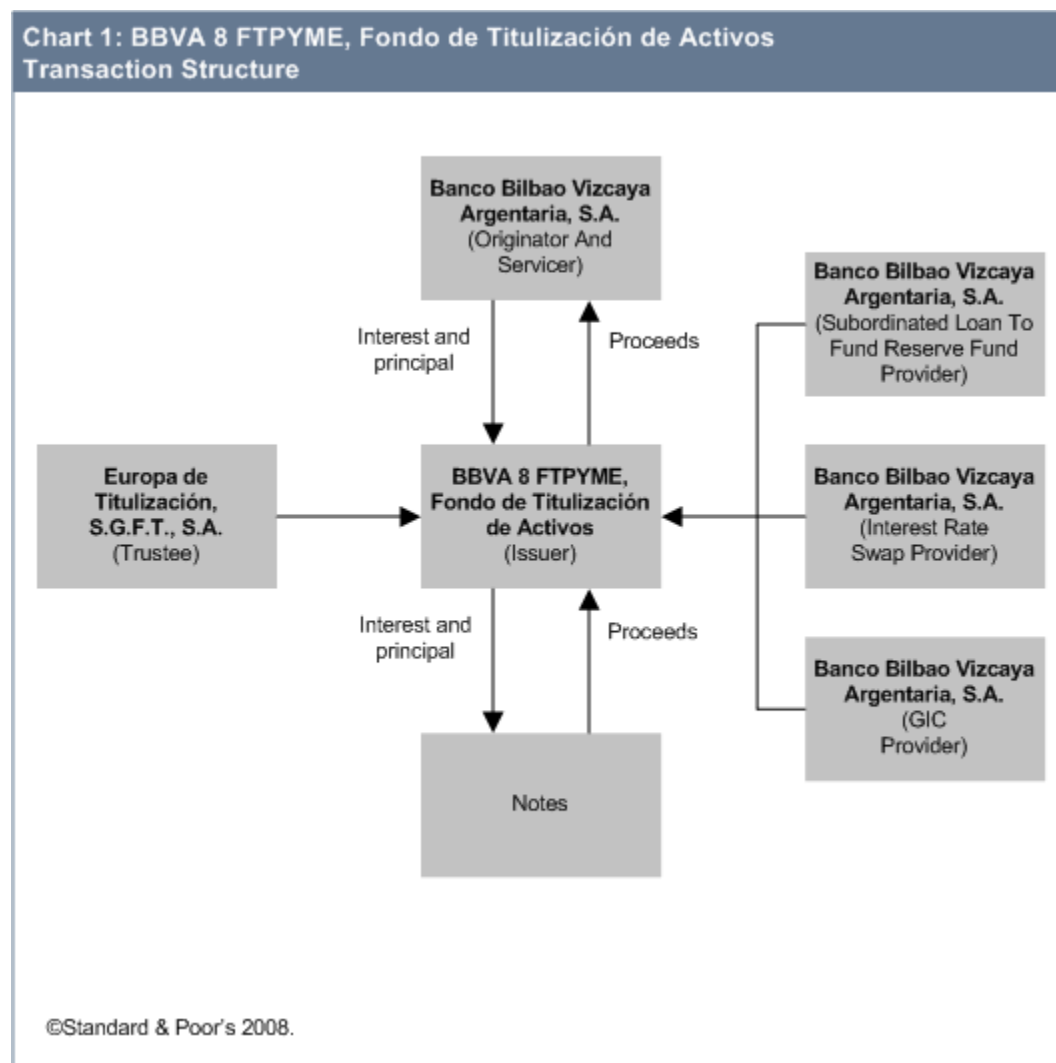 Chart 1: BBVA 8 FTPYME, Fondo de Titulización de Activos
Transaction Structure
Banco Bilbao Vizcaya
Argentaria, S.A.
(Originator And
Servicer)
Interest and
principal
Proceeds
Banco Bilbao Vizcaya
Argentaria, S.A.
(Subordinated Loan To
Fund Reserve Fund
Provider)
Europa de
Titulización,
S.G.F.T., S.A.
(Trustee)
BBVA 8 FTPYME,
Fondo de Titulización
de Activos
(Issuer)
Banco Bilbao Vizcaya
Argentaria, S.A.
(Interest Rate
Swap Provider)
Interest and
principal
Proceeds
Banco Bilbao Vizcaya
Argentaria, S.A.
(GIC
Provider)
Notes
©Standard & Poor's 2008.